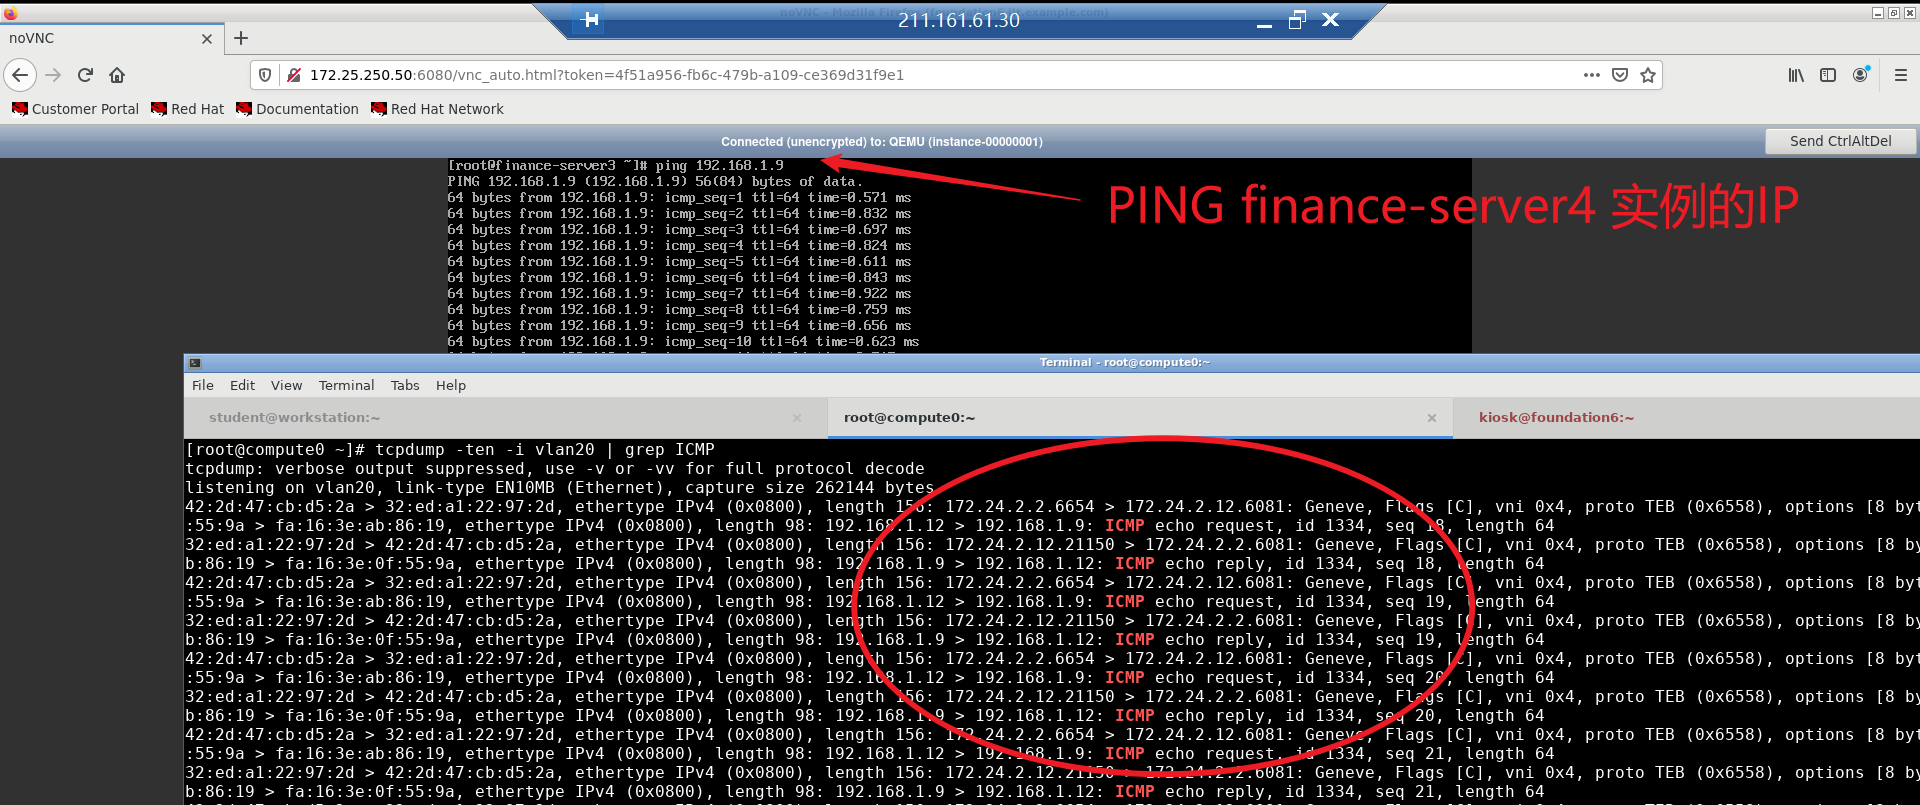 noVNC - Mozilla Firefox
211.161.61.30
noVNC
172.25.250.50:6080/vnc_auto.html?token=4f51a956-fb6c-479b-a109-ce369d31f9e1
Customer Portal Red Hat Documentation Red Hat Network
Connected (unencrypted) to: QEMU (instance-00000001)
Send CtrlAltDel
[root@finance-server3 ~]# ping 192.168.1.9
PING 192.168.1.9 (192.168.1.9) 56(84) bytes of data.
64 bytes from 192.168.1.9: icmp_seq=1 ttl=64 time=0.571 ms
64 bytes from 192.168.1.9: icmp_seq=2 ttl=64 time=0.832 ms
64 bytes from 192.168.1.9: icmp_seq=3 ttl=64 time=0.697 ms
64 bytes from 192.168.1.9: icmp_seq=4 ttl=64 time=0.824 ms
64 bytes from 192.168.1.9: icmp_seq=5 ttl=64 time=0.611 ms
64 bytes from 192.168.1.9: icmp_seq=6 ttl=64 time=0.843 ms
64 bytes from 192.168.1.9: icmp_seq=7 ttl=64 time=0.922 ms
64 bytes from 192.168.1.9: icmp_seq=8 ttl=64 time=0.759 ms
64 bytes from 192.168.1.9: icmp_seq=9 ttl=64 time=0.656 ms
64 bytes from 192.168.1.9: icmp_seq=10 ttl=64 time=0.623 ms
PING finance-server4 实例的IP
Terminal - root@compute0:~
File Edit View Terminal Tabs Help
student@workstation:~
root@compute0:~
kiosk@foundation6:~
[root@compute0 ~]# tcpdump -ten -i vlan20 | grep ICMP
tcpdump: verbose output suppressed, use -v or -vv for full protocol decode
listening on vlan20, link-type EN10MB (Ethernet), capture size 262144 bytes
42:2d:47:cb:d5:2a > 32:ed:a1:22:97:2d, ethertype IPv4 (0x0800), length 156: 172.24.2.2.6654 > 172.24.2.12.6081: Geneve, Flags [C], vni 0x4, proto TEB (0x6558), options [8 byt
:55:9a > fa:16:3e:ab:86:19, ethertype IPv4 (0x0800), length 98: 192.168.1.12 > 192.168.1.9: ICMP echo request, id 1334, seq 18, length 64
32:ed:a1:22:97:2d > 42:2d:47:cb:d5:2a, ethertype IPv4 (0x0800), length 156: 172.24.2.12.21150 > 172.24.2.2.6081: Geneve, Flags [C], vni 0x4, proto TEB (0x6558), options [8 by
b:86:19 > fa:16:3e:0f:55:9a, ethertype IPv4 (0x0800), length 98: 192.168.1.9 > 192.168.1.12: ICMP echo reply, id 1334, seq 18, length 64
42:2d:47:cb:d5:2a > 32:ed:a1:22:97:2d, ethertype IPv4 (0x0800), length 156: 172.24.2.2.6654 > 172.24.2.12.6081: Geneve, Flags [C], vni 0x4, proto TEB (0x6558), options [8 byt
:55:9a > fa:16:3e:ab:86:19, ethertype IPv4 (0x0800), length 98: 192.168.1.12 > 192.168.1.9: ICMP echo request, id 1334, seq 19, length 64
32:ed:a1:22:97:2d > 42:2d:47:cb:d5:2a, ethertype IPv4 (0x0800), length 156: 172.24.2.12.21150 > 172.24.2.2.6081: Geneve, Flags [C], vni 0x4, proto TEB (0x6558), options [8 by
b:86:19 > fa:16:3e:0f:55:9a, ethertype IPv4 (0x0800), length 98: 192.168.1.9 > 192.168.1.12: ICMP echo reply, id 1334, seq 19, length 64
42:2d:47:cb:d5:2a > 32:ed:a1:22:97:2d, ethertype IPv4 (0x0800), length 156: 172.24.2.2.6654 > 172.24.2.12.6081: Geneve, Flags [C], vni 0x4, proto TEB (0x6558), options [8 byt
:55:9a > fa:16:3e:ab:86:19, ethertype IPv4 (0x0800), length 98: 192.168.1.12 > 192.168.1.9: ICMP echo request, id 1334, seq 20, length 64
32:ed:a1:22:97:2d > 42:2d:47:cb:d5:2a, ethertype IPv4 (0x0800), length 156: 172.24.2.12.21150 > 172.24.2.2.6081: Geneve, Flags [C], vni 0x4, proto TEB (0x6558), options [8 by
b:86:19 > fa:16:3e:0f:55:9a, ethertype IPv4 (0x0800), length 98: 192.168.1.9 > 192.168.1.12: ICMP echo reply, id 1334, seq 20, length 64
42:2d:47:cb:d5:2a > 32:ed:a1:22:97:2d, ethertype IPv4 (0x0800), length 156: 172.24.2.2.6654 > 172.24.2.12.6081: Geneve, Flags [C], vni 0x4, proto TEB (0x6558), options [8 byt
:55:9a > fa:16:3e:ab:86:19, ethertype IPv4 (0x0800), length 98: 192.168.1.12 > 192.168.1.9: ICMP echo request, id 1334, seq 21, length 64
32:ed:a1:22:97:2d > 42:2d:47:cb:d5:2a, ethertype IPv4 (0x0800), length 156: 172.24.2.12.21150 > 172.24.2.2.6081: Geneve, Flags [C], vni 0x4, proto TEB (0x6558), options [8 by
b:86:19 > fa:16:3e:0f:55:9a, ethertype IPv4 (0x0800), length 98: 192.168.1.9 > 192.168.1.12: ICMP echo reply, id 1334, seq 21, length 64